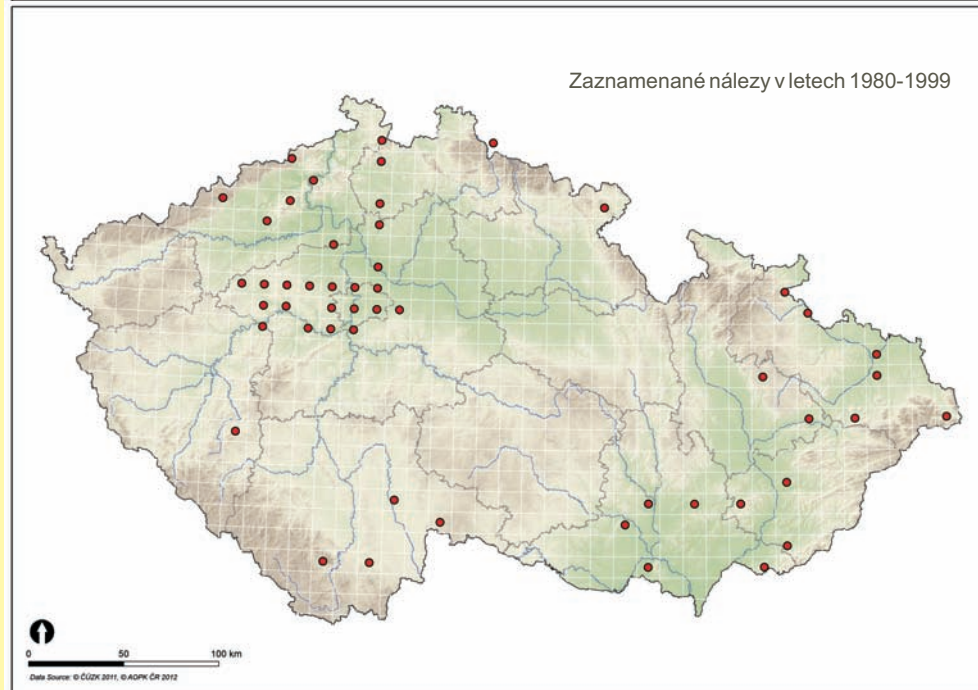 Zaznamenané nálezy v letech 1980-1999
0 50 100 km
Data Source: © ČÚZK 2011, © AOPK ČR 2012